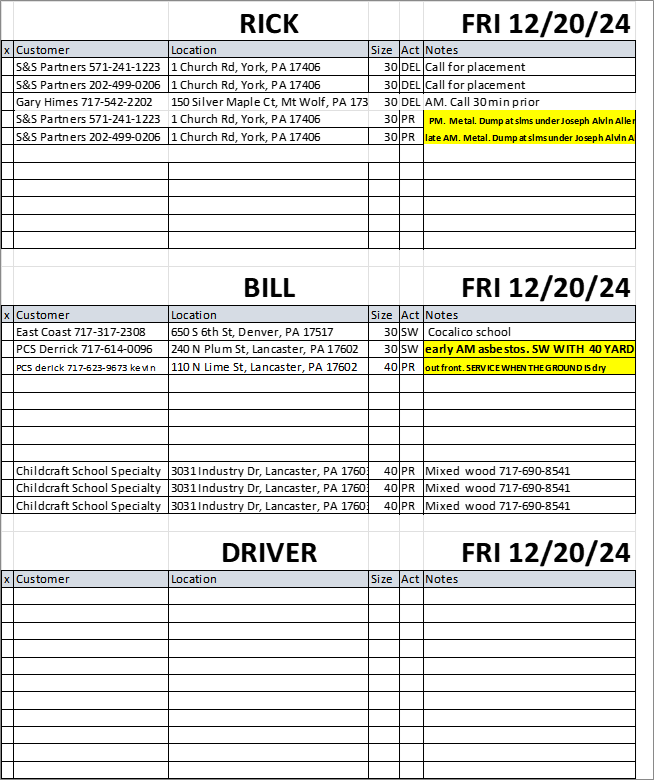 RICK FRI 12/20/24
x Customer Location Size Act Notes
S&S Partners 571-241-1223 1 Church Rd, York, PA 17406 30 DEL Call for placement
S&S Partners 202-499-0206 1 Church Rd, York, PA 17406 30 DEL Call for placement
Gary Himes 717-542-2202 150 Silver Maple Ct, Mt Wolf, PA 173 30 DEL AM. Call 30 min prior
S&S Partners 571-241-1223 1 Church Rd, York, PA 17406 30 PR PM. Metal. Dump at slms under Joseph Alvin Aller
S&S Partners 202-499-0206 1 Church Rd, York, PA 17406 30 PR late AM. Metal. Dump at slms under Joseph Alvin A
BILL FRI 12/20/24
x Customer Location Size Act Notes
East Coast 717-317-2308 650 S 6th St, Denver, PA 17517 30 SW Cocalico school
PCS Derrick 717-614-0096 240 N Plum St, Lancaster, PA 17602 30 SW early AM asbestos. SW WITH 40 YARD
PCS derick 717-623-9673 kevin 110 N Lime St, Lancaster, PA 17602 40 PR out front. SERVICE WHEN THE GROUND IS dry
Childcraft School Specialty 3031 Industry Dr, Lancaster, PA 1760 40 PR Mixed wood 717-690-8541
Childcraft School Specialty 3031 Industry Dr, Lancaster, PA 1760 40 PR Mixed wood 717-690-8541
Childcraft School Specialty 3031 Industry Dr, Lancaster, PA 1760 40 PR Mixed wood 717-690-8541
DRIVER FRI 12/20/24
x Customer Location Size Act Notes